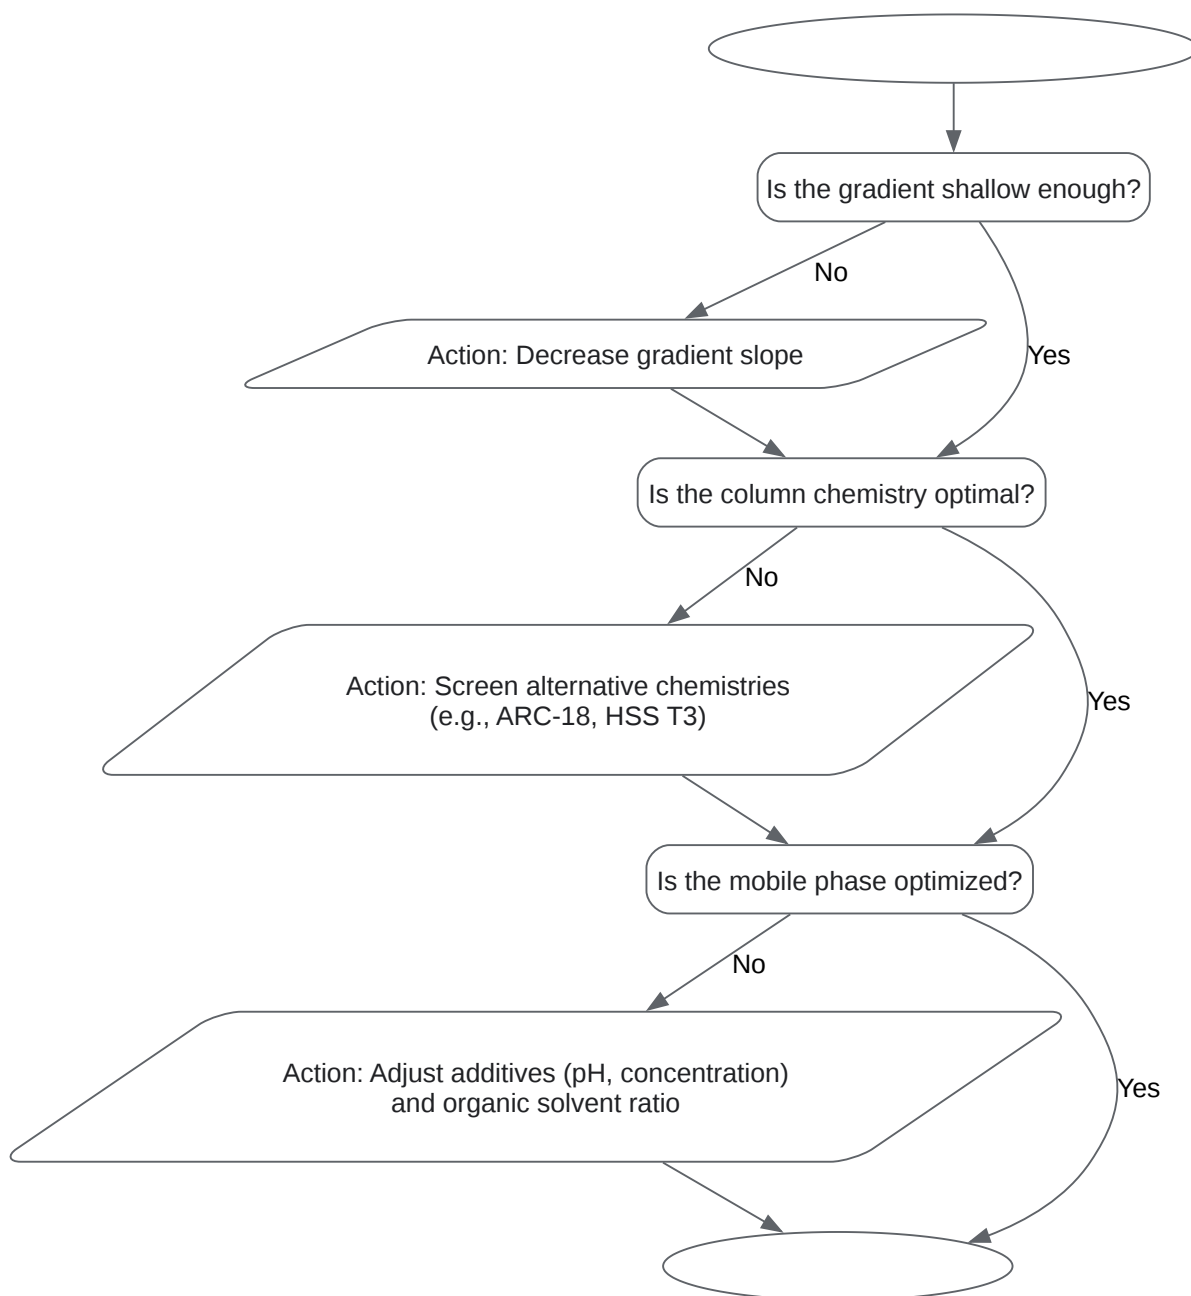 Is the gradient shallow enough?
No
Action: Decrease gradient slope
Yes
Is the column chemistry optimal?
No
Action: Screen alternative chemistries
(e.g., ARC-18, HSS T3)
Yes
Is the mobile phase optimized?
No
Action: Adjust additives (pH, concentration)
and organic solvent ratio
Yes